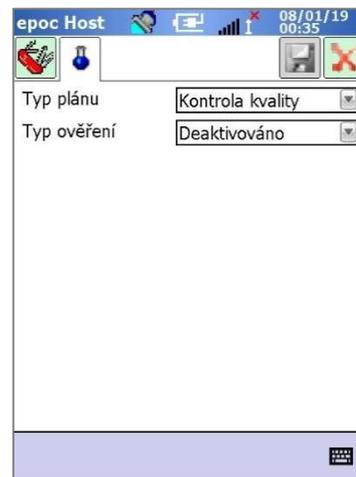 epoc Host
08/01/19
00:35
Typ plánu
Kontrola kvality
Typ ověření
Deaktivováno